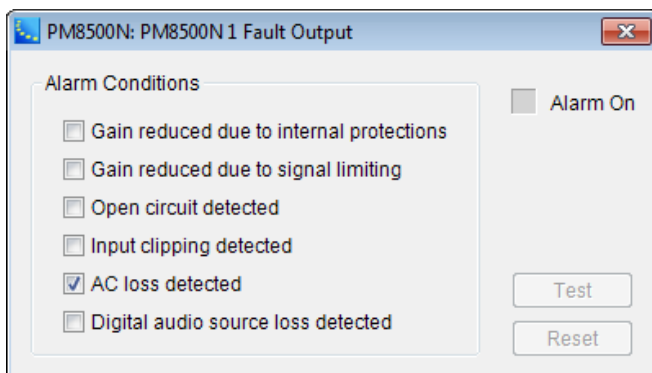 PM8500N: PM8500N 1 Fault Output
Alarm Conditions
Alarm On
Gain reduced due to internal protections
Gain reduced due to signal limiting
Open circuit detected
Input clipping detected
AC loss detected
Test
Digital audio source loss detected
Reset